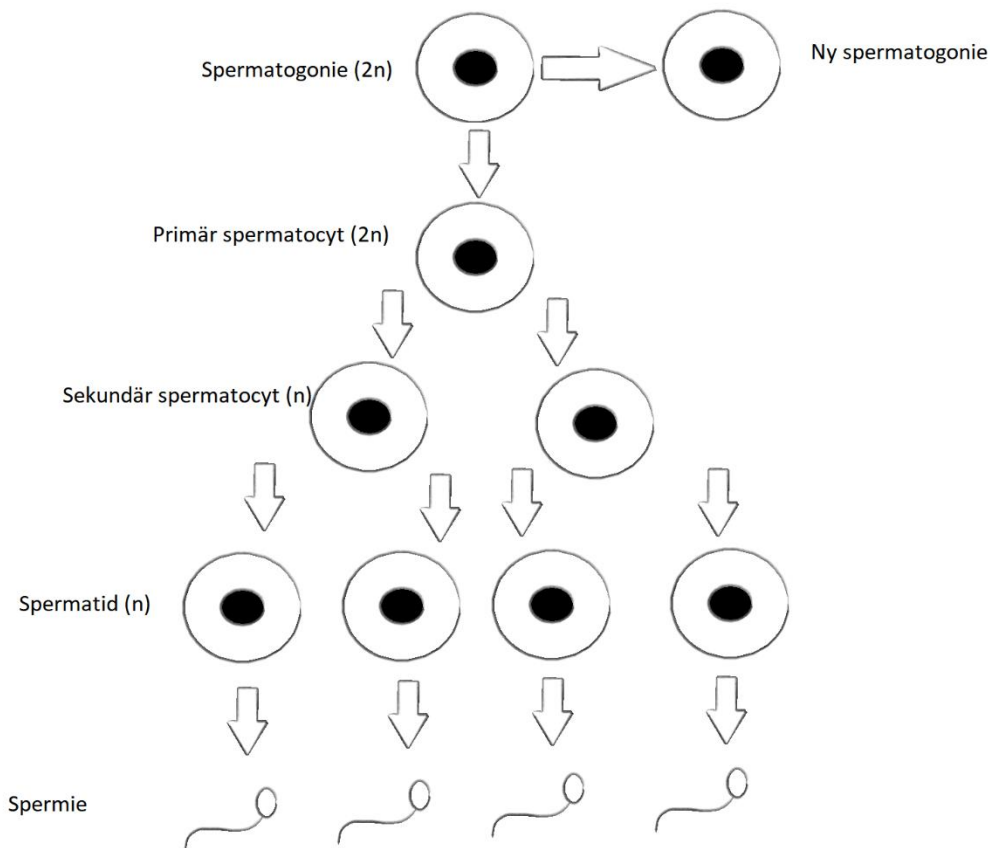 Spermatogonie (2n)
Ny spermatogonie
Primär spermatocyt (2n)
Sekundär spermatocyt (n)
Spermatid (n)
Spermie